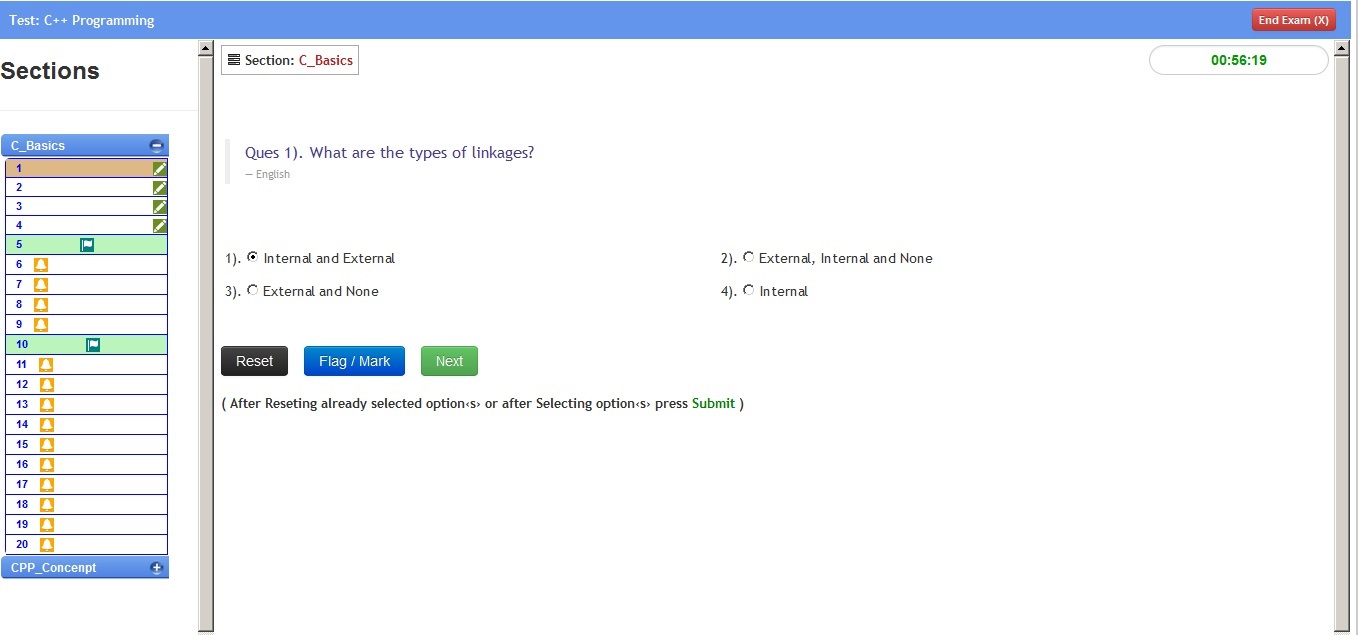 Test: C++ Programming
End Exam (X)
Sections
C_Basics
1
2
3
4
5
6
7
8
9
10
11
12
13
14
15
16
17
18
19
20
CPP_Concenpt
Section: C_Basics
00:56:19
Ques 1). What are the types of linkages?
— English
1). Internal and External
2). External, Internal and None
3). External and None
4). Internal
Reset
Flag / Mark
Next
( After Reseting already selected option‹s› or after Selecting option‹s› press Submit )